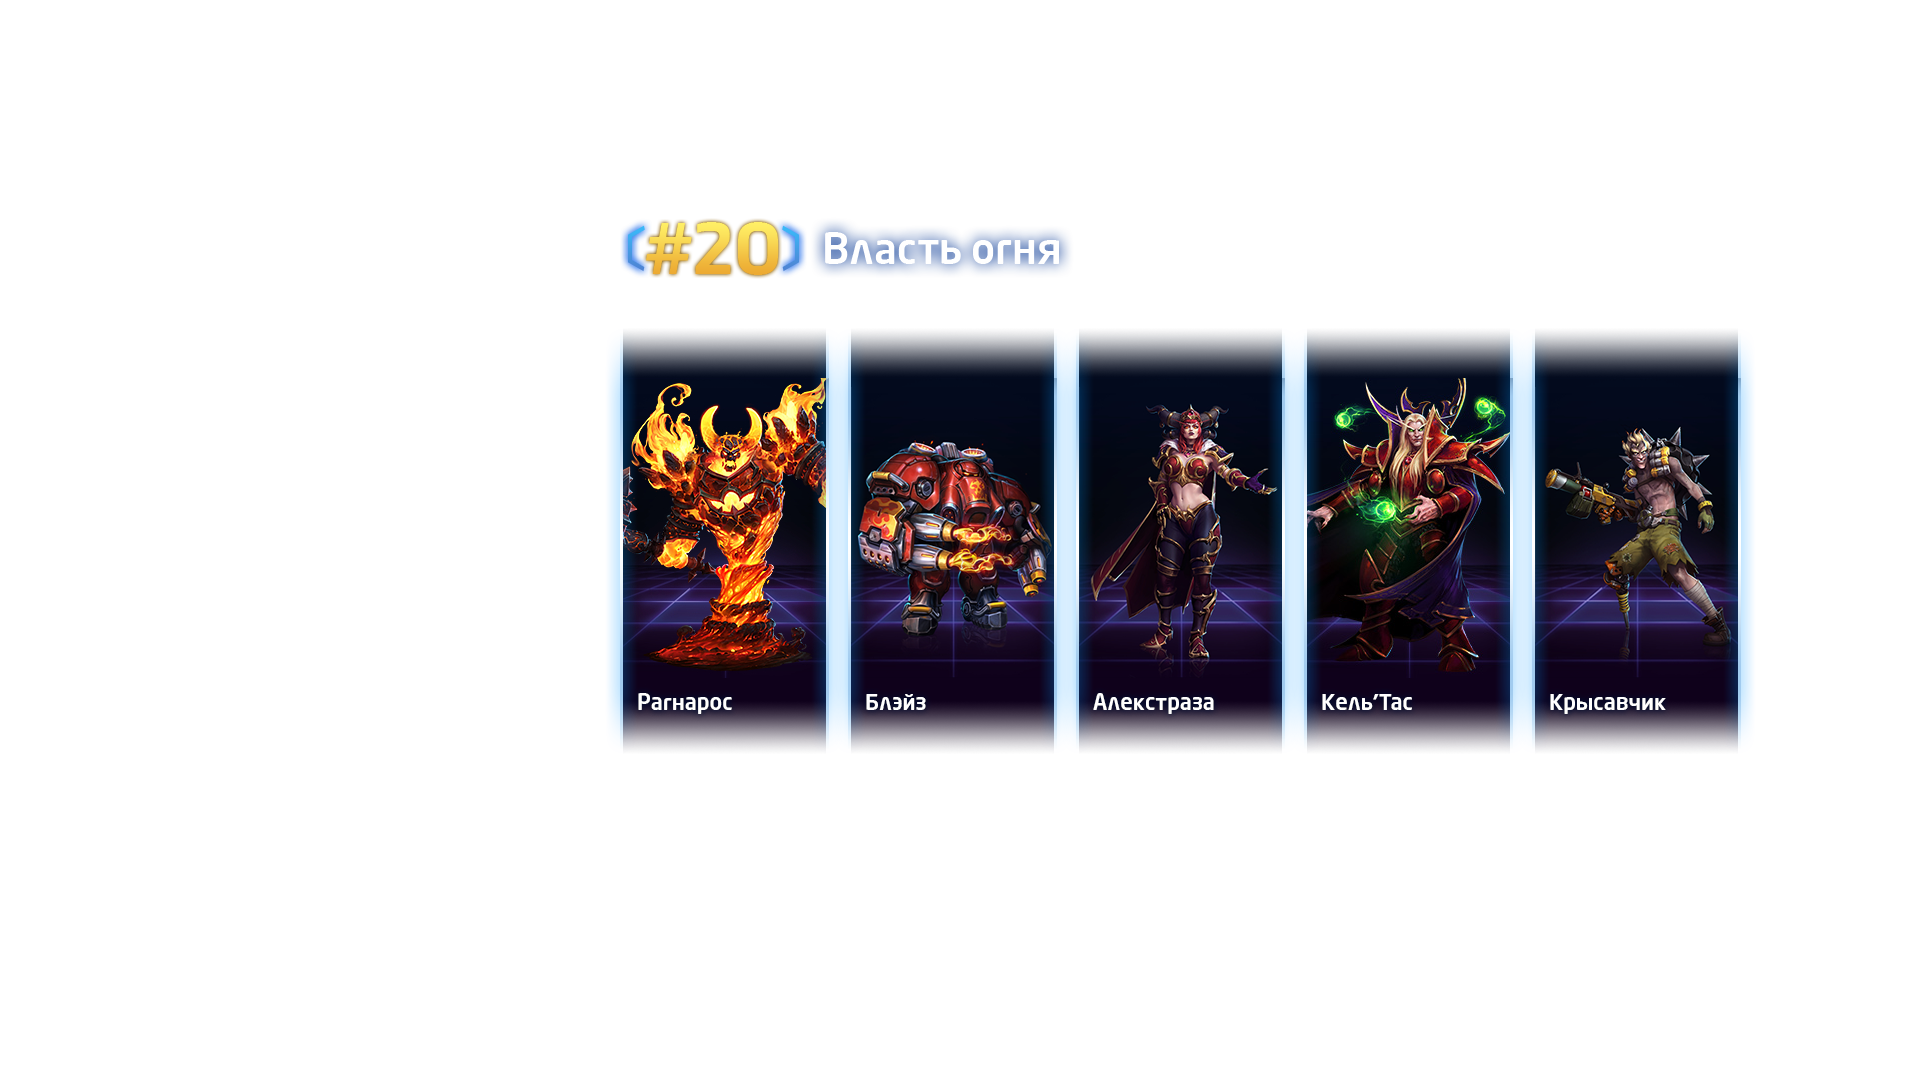 #20 Власть огня
Рагнарос
Блэйз
Алекстраза
Кель'Тас
Крысавчик